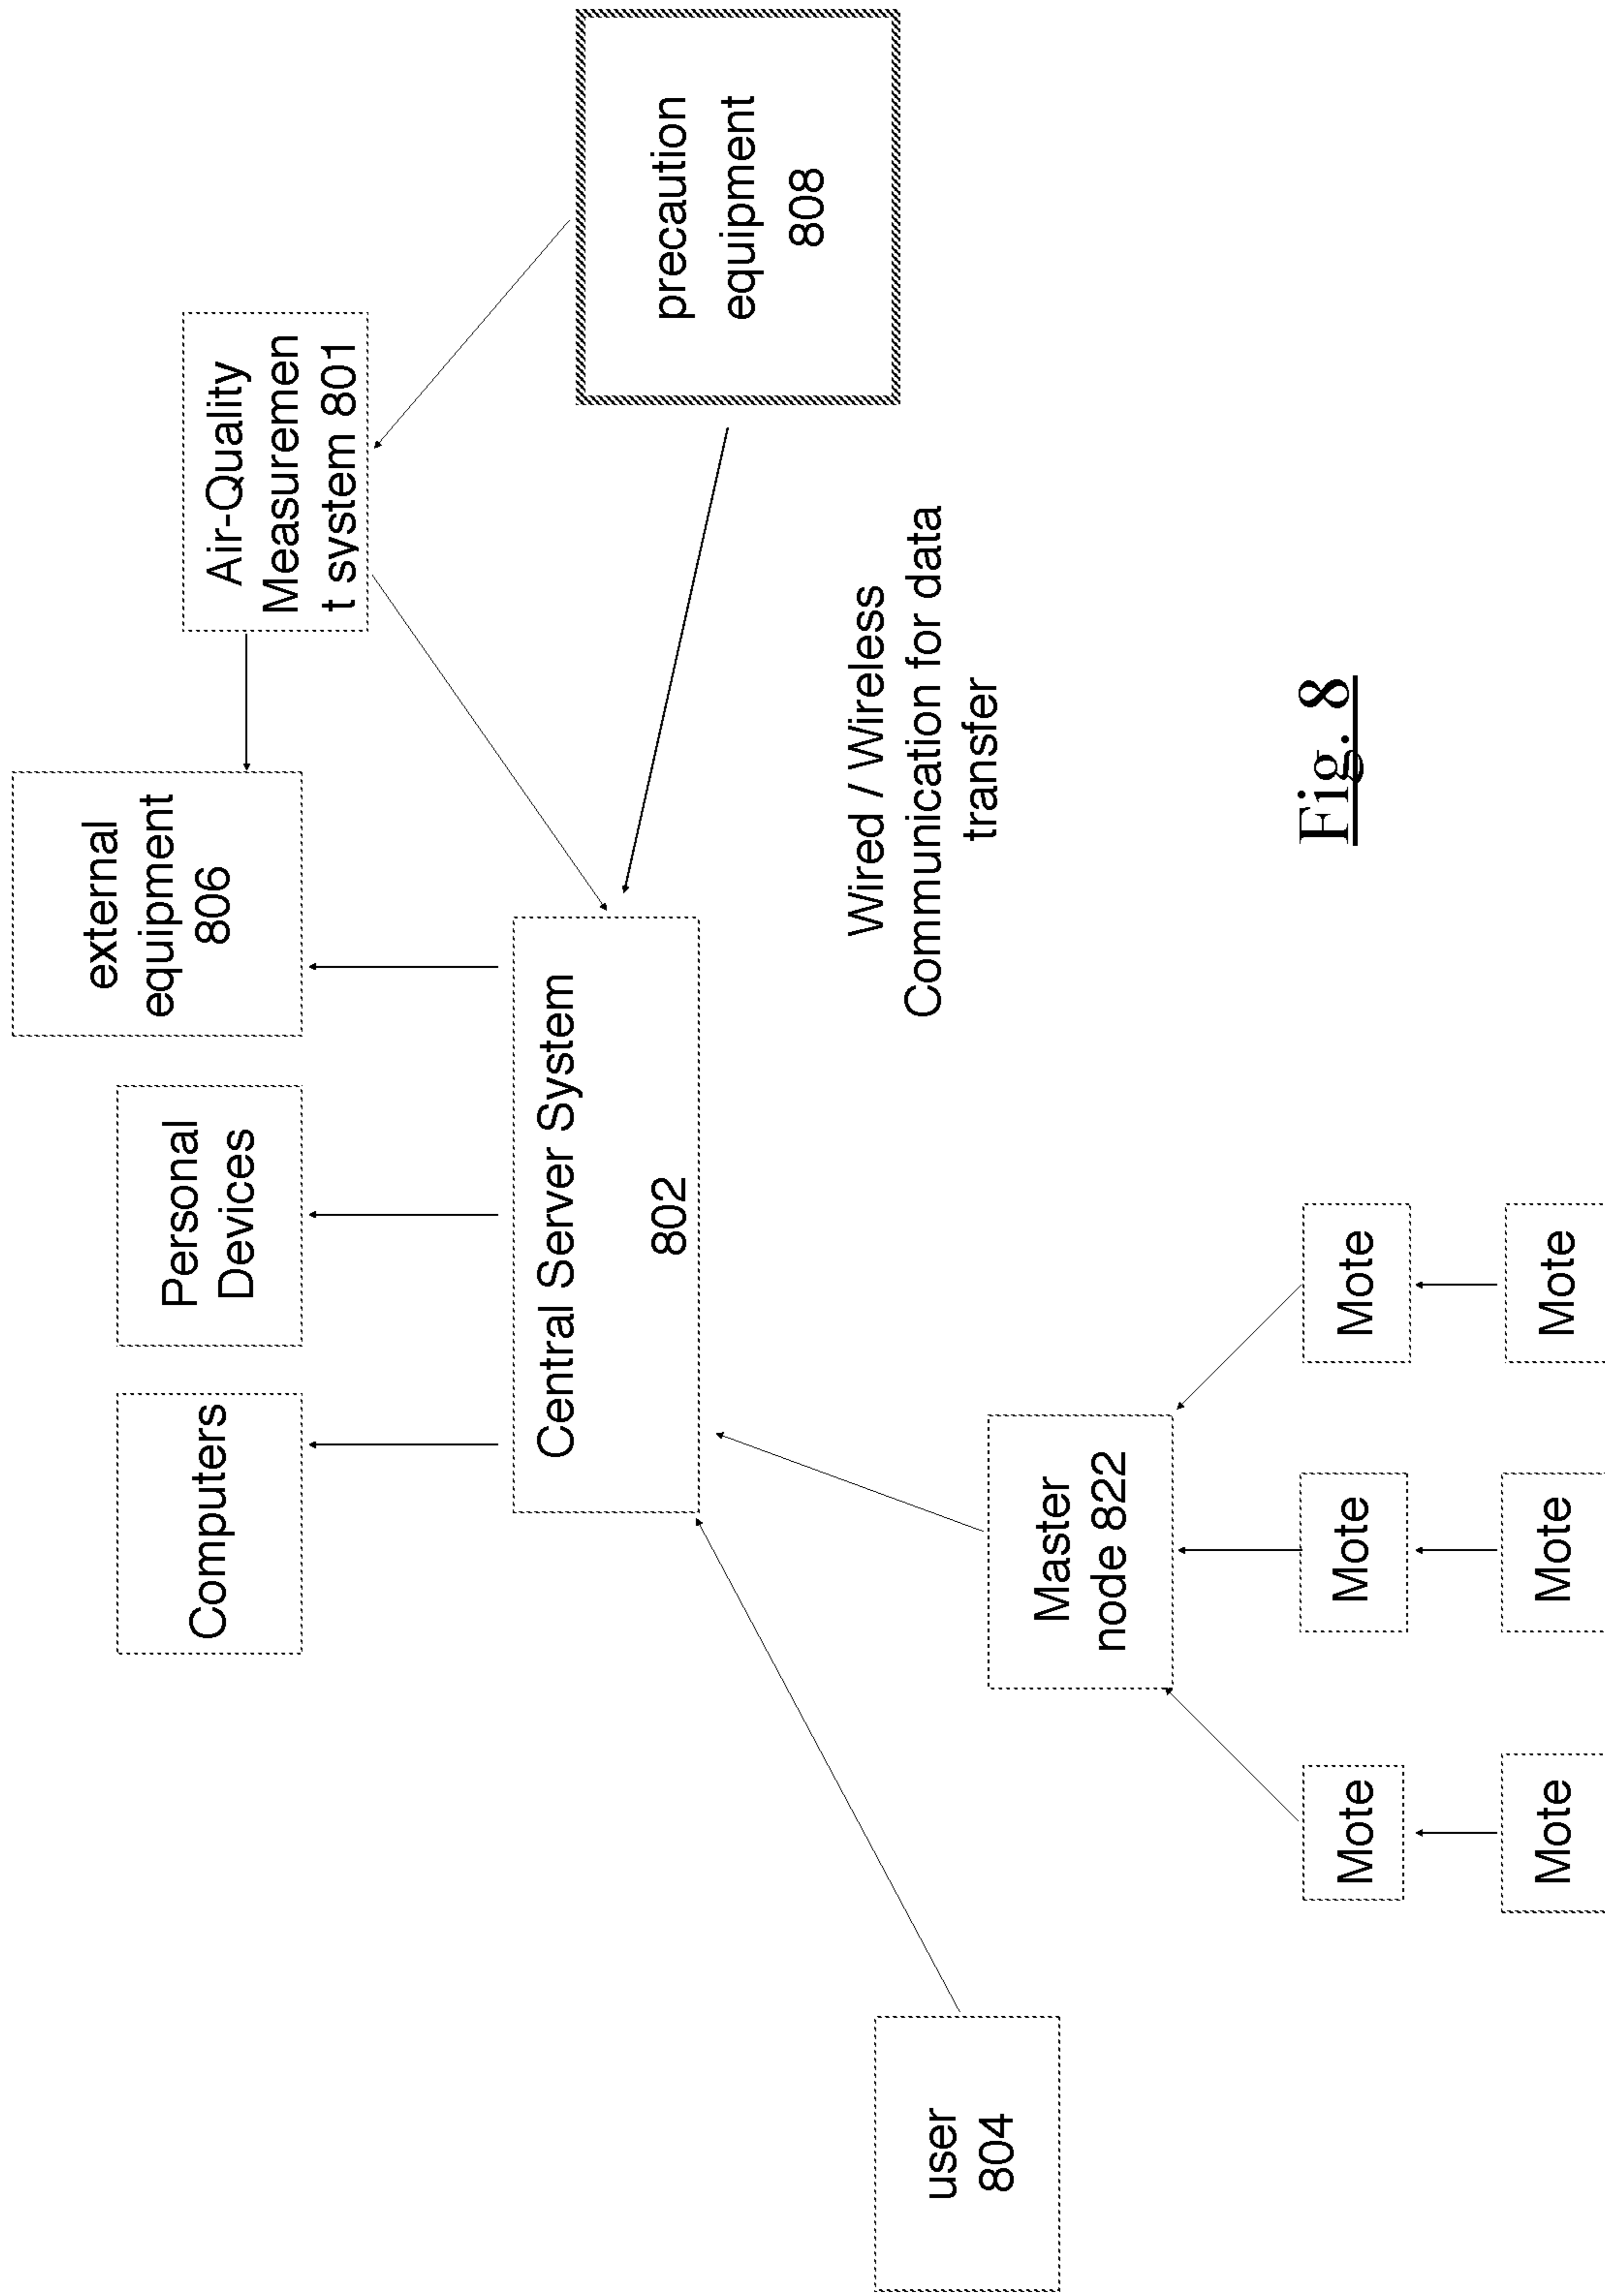 Computers
Personal
Devices
external
equipment
806
Air-Quality
Measuremen
t system 801
Central Server System
802
precaution
equipment
808
user
804
Master
node 822
Wired / Wireless
Communication for data
transfer
Mote
Mote
Mote
Mote
Mote
Mote
Fig. 8